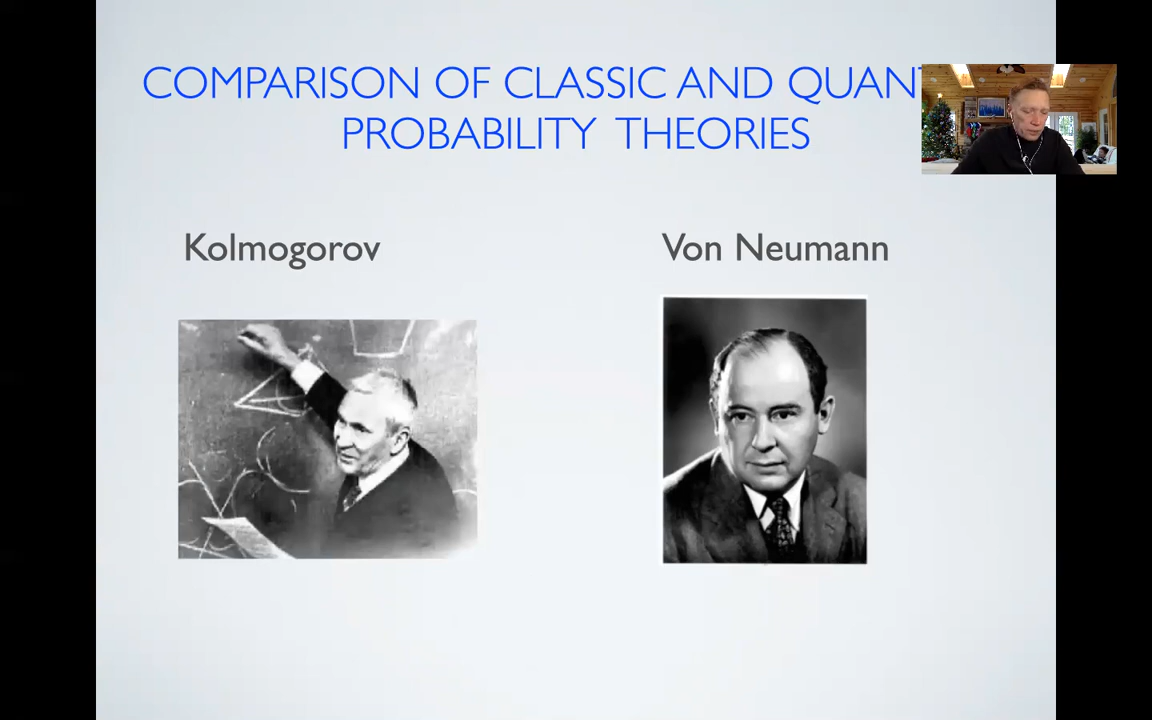 COMPARISON OF CLASSIC AND QUAN
PROBABILITY THEORIES
Kolmogorov
Von Neumann